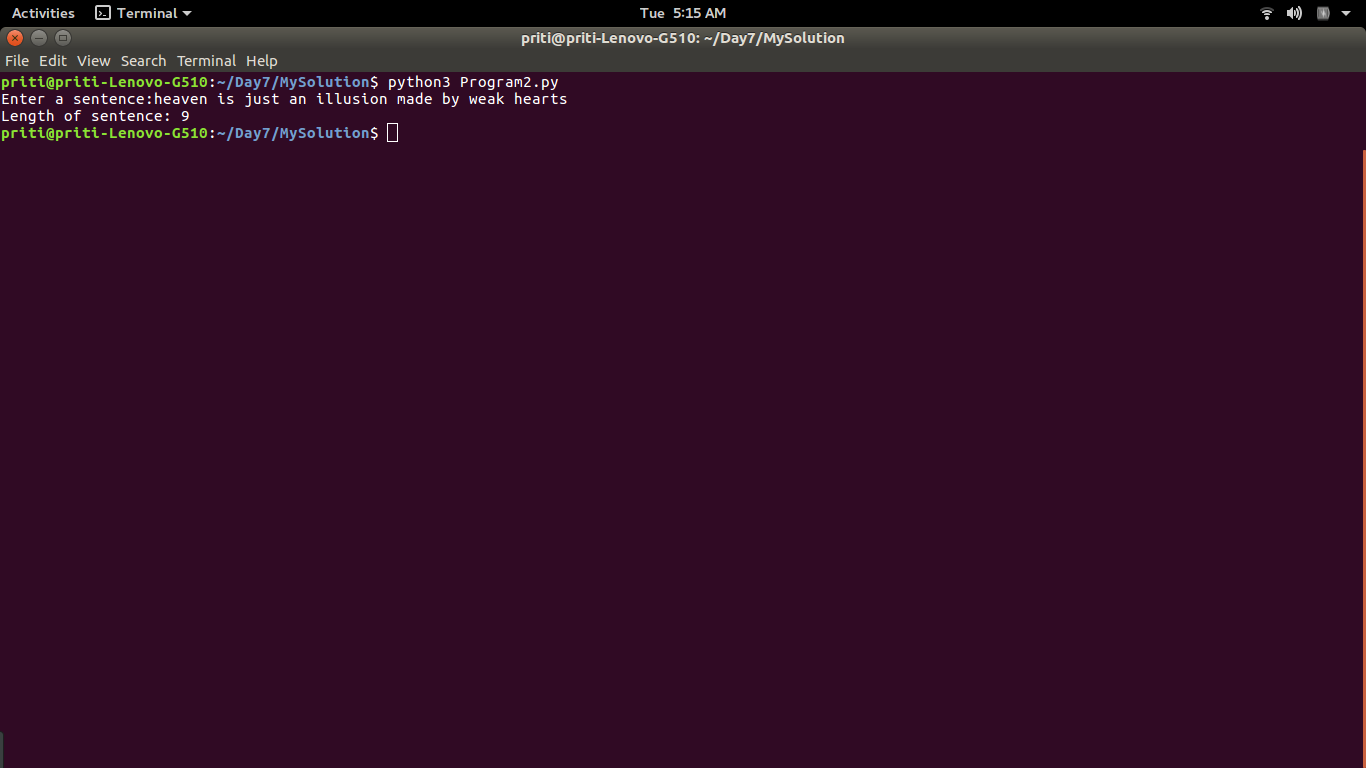 Activities Terminal Tue 5:15 AM
priti@priti-Lenovo-G510: ~/Day7/MySolution
File Edit View Search Terminal Help
priti@priti-Lenovo-G510:~/Day7/MySolution$ python3 Program2.py
Enter a sentence:heaven is just an illusion made by weak hearts
Length of sentence: 9
priti@priti-Lenovo-G510:~/Day7/MySolution$